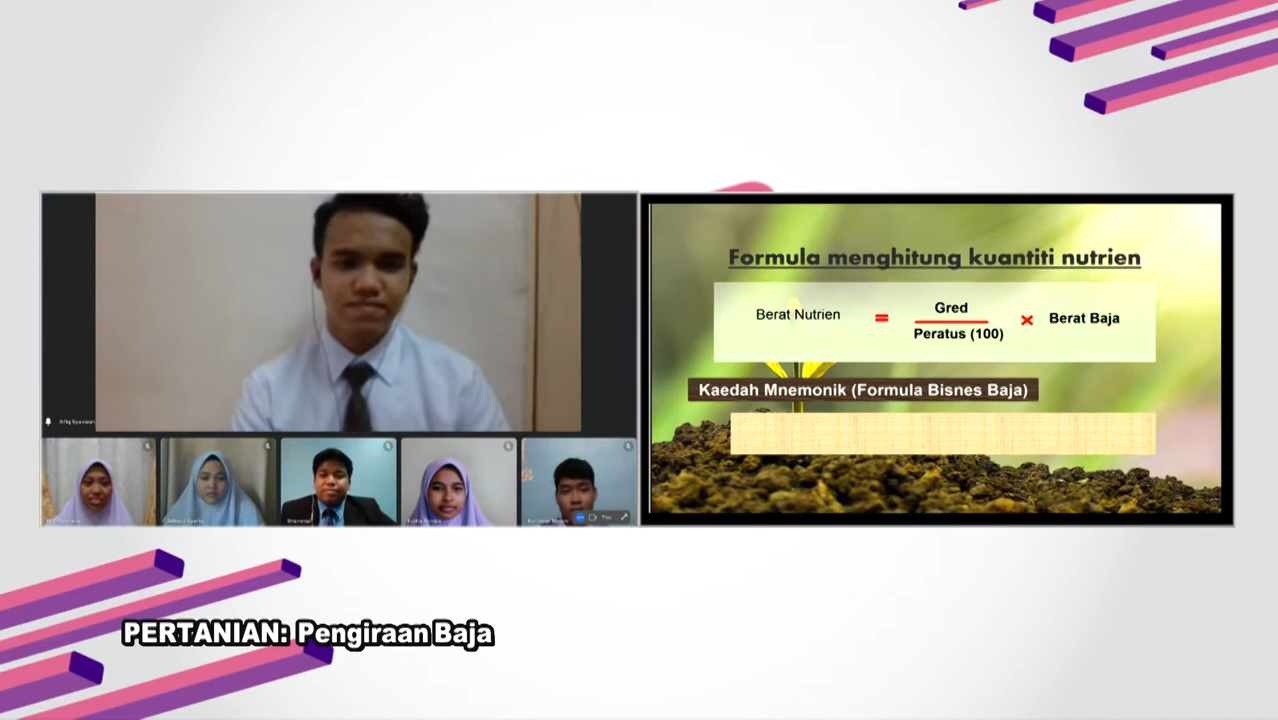 Formula menghitung kuantiti nutrien
Berat Nutrien = Gred / Peratus (100) × Berat Baja
Kaedah Mnemonik (Formula Bisnes Baja)
You
PERTANIAN: Pengiraan Baja